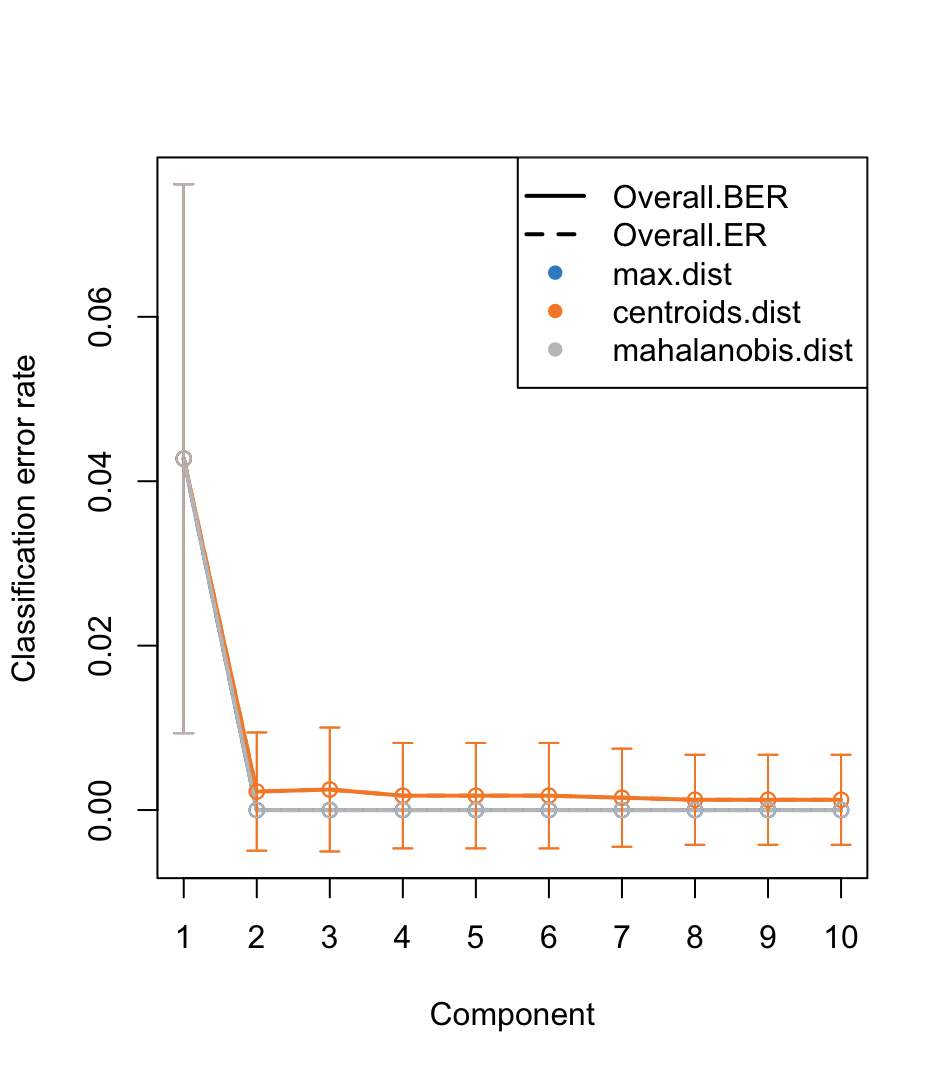 Overall.BER
Overall.ER
max.dist
centroids.dist
mahalanobis.dist
Classification error rate
0.06
0.04
0.02
0.00
1 2 3 4 5 6 7 8 9 10
Component